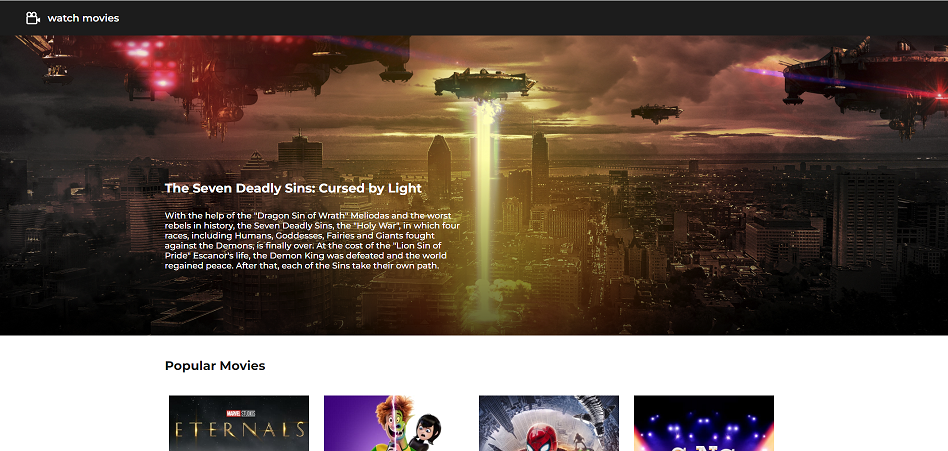 watch movies
The Seven Deadly Sins: Cursed by Light
With the help of the "Dragon Sin of Wrath" Meliodas and the worst
rebels in history, the Seven Deadly Sins, the "Holy War", in which four
races, including Humans, Goddesses, Fairies and Giants fought
against the Demons, is finally over. At the cost of the "Lion Sin of
Pride" Escanor's life, the Demon King was defeated and the world
regained peace. After that, each of the Sins take their own path.
Popular Movies
MARVEL STUDIOS
ETERNALS